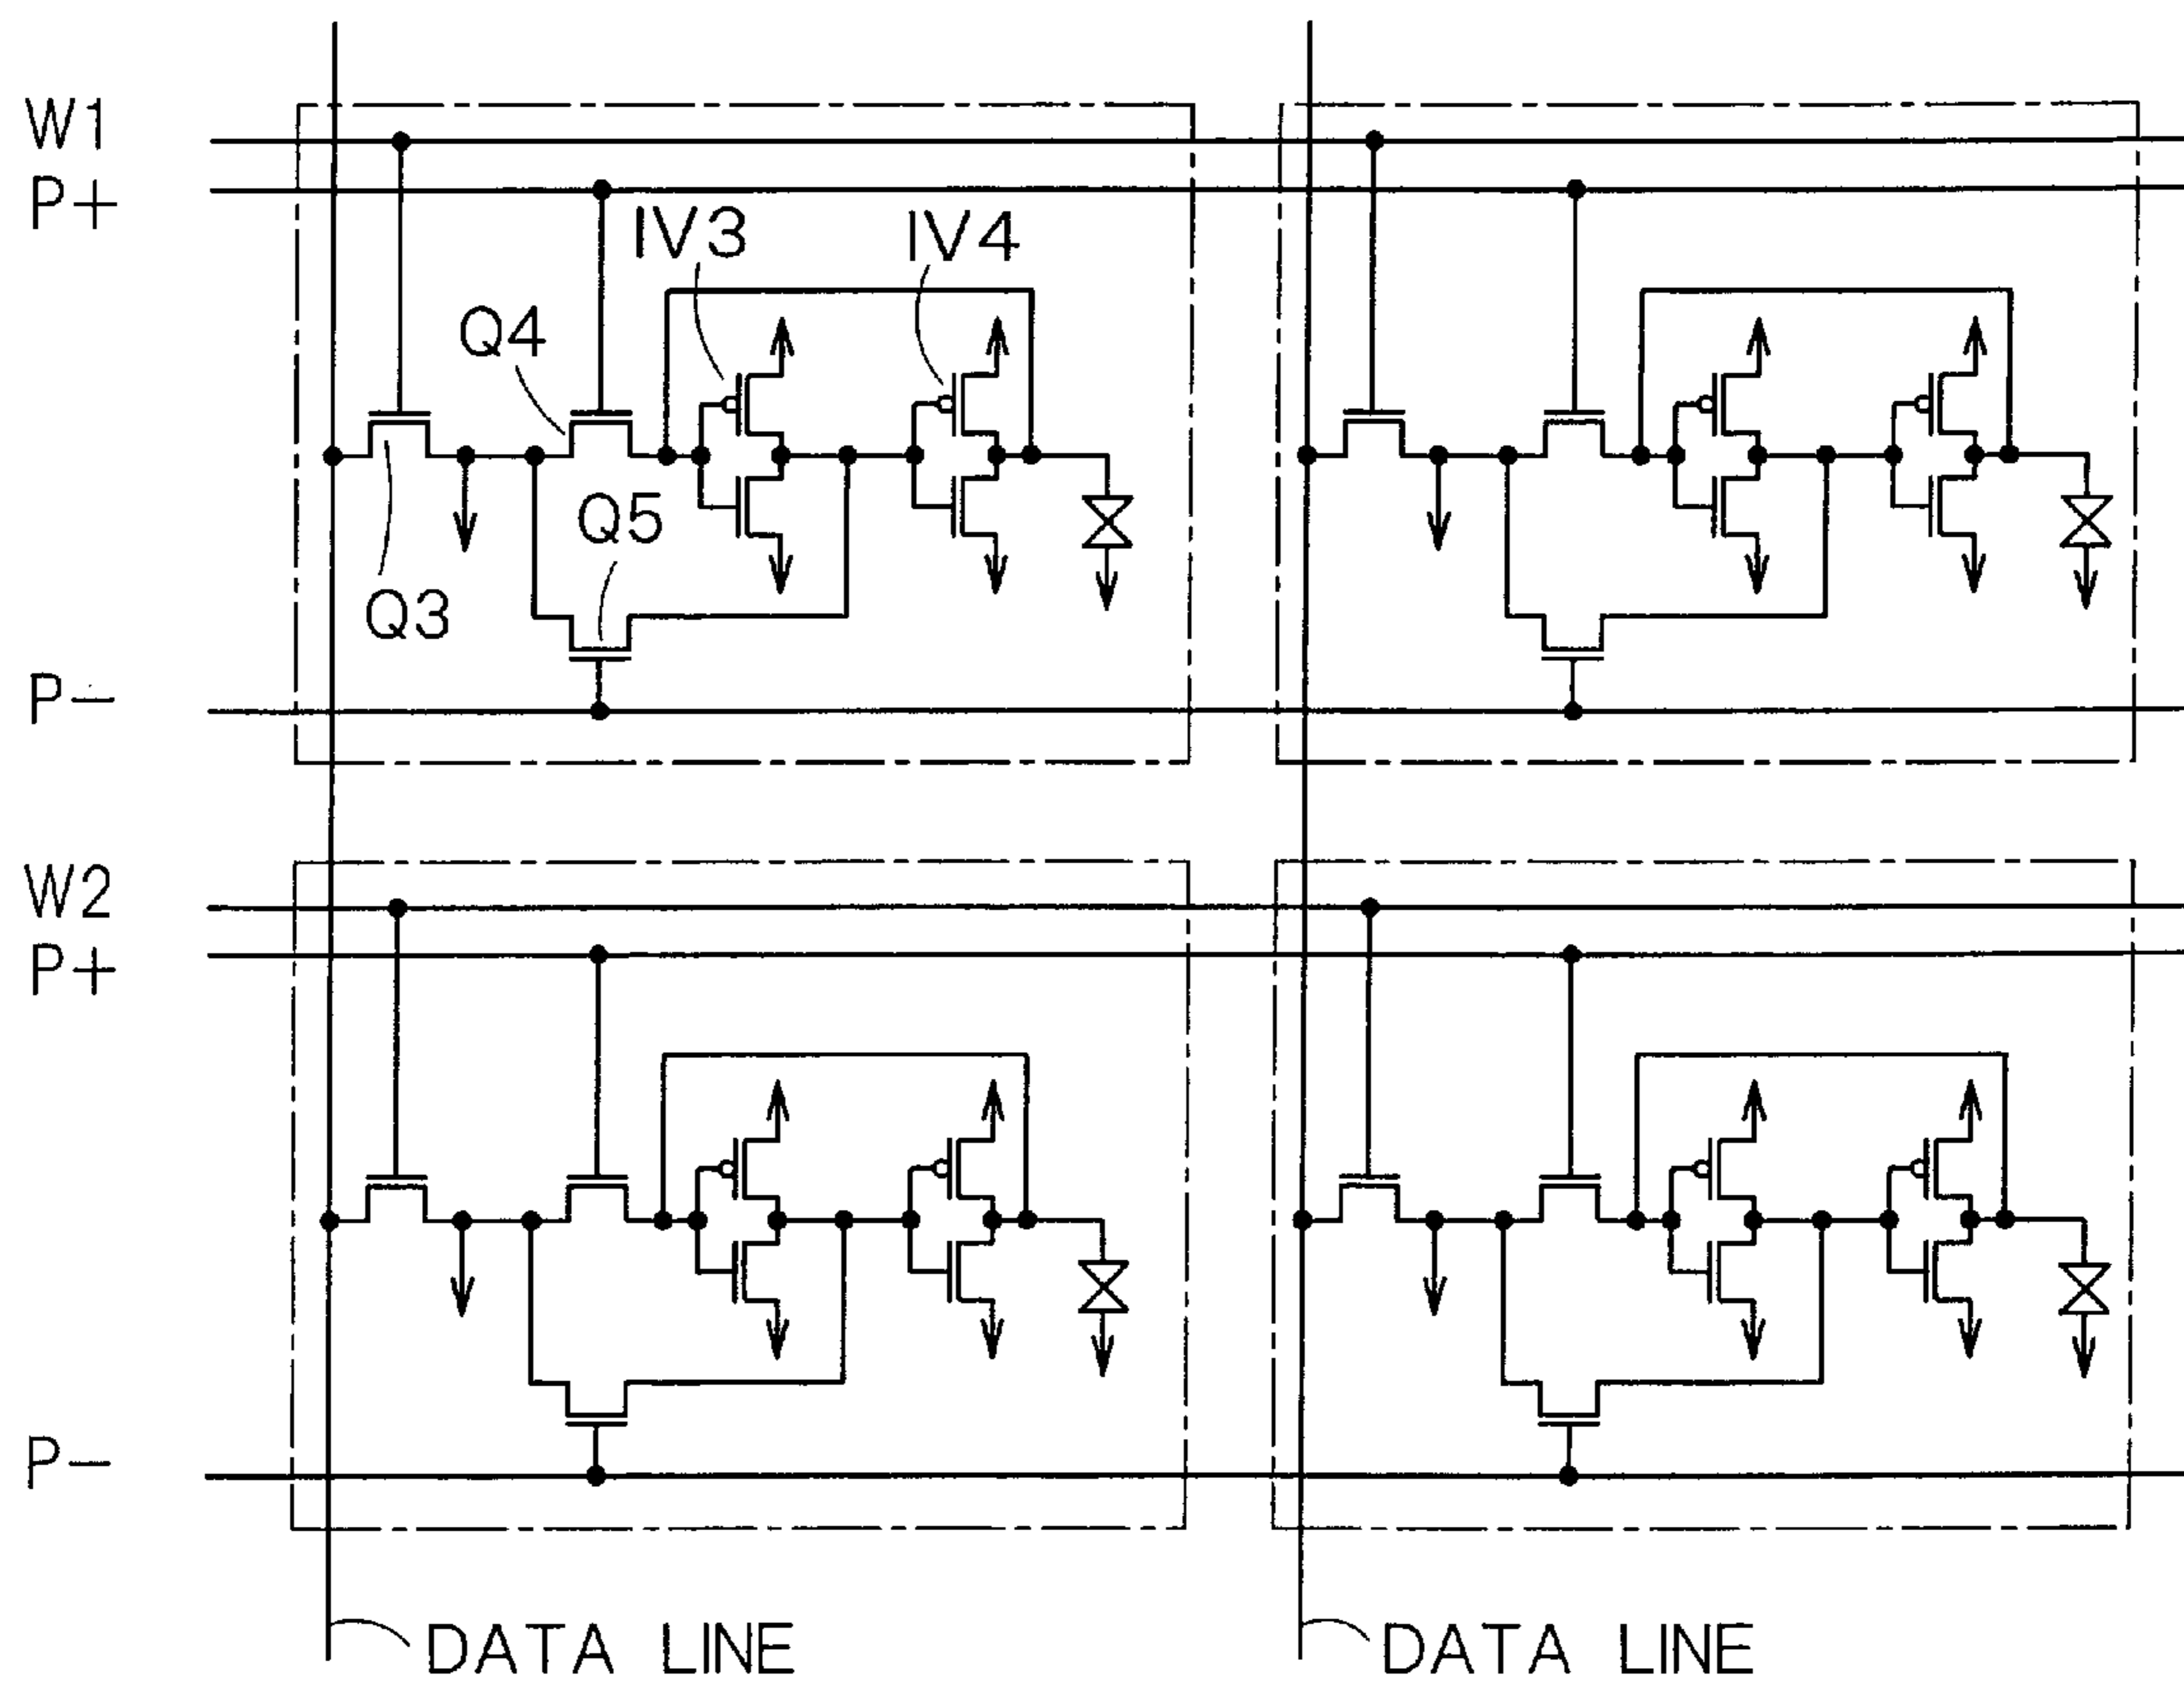 W1
P+
IV3
IV4
Q4
Q5
Q3
P-
W2
P+
P-
DATA LINE
DATA LINE